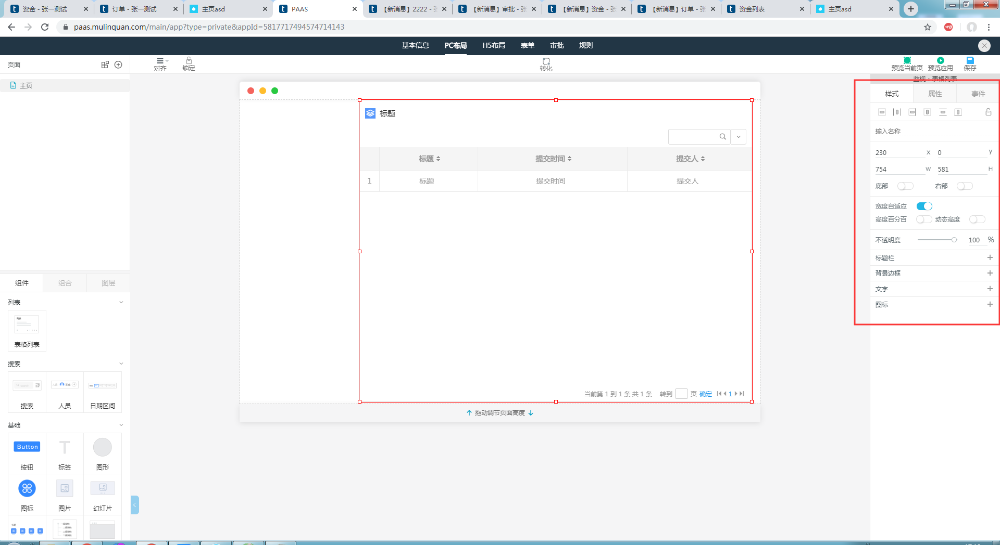 资金 - 张一测试
订单 - 张一测试
主页asd
PAAS
【新消息】2222 - 张
【新消息】审批 - 张
【新消息】资金 - 张
【新消息】订单 - 张
资金列表
主页asd
paas.mulinquan.com/main/app?type=private&appId=5817717494574714143
基本信息
PC布局
H5布局
表单
审批
规则
页面
对齐
锁定
转化
预览当前页
预览应用
保存
主页
监视：表格列表
样式
属性
事件
标题
输入名称
230 X 0 y
754 W 581 H
底部
右部
宽度自适应
高度百分百
动态高度
不透明度
100 %
标题栏
背景边框
文字
图标
标题 提交时间 提交人
1 标题 提交时间 提交人
当前第 1 到 1 条 共 1 条 转到 页 确定 1
拖动调节页面高度
组件
组合
图层
列表
列表
表格列表
搜索
search
搜索
人员
日期区间
基础
Button
T
按钮
标签
图形
图标
图片
幻灯片
标题